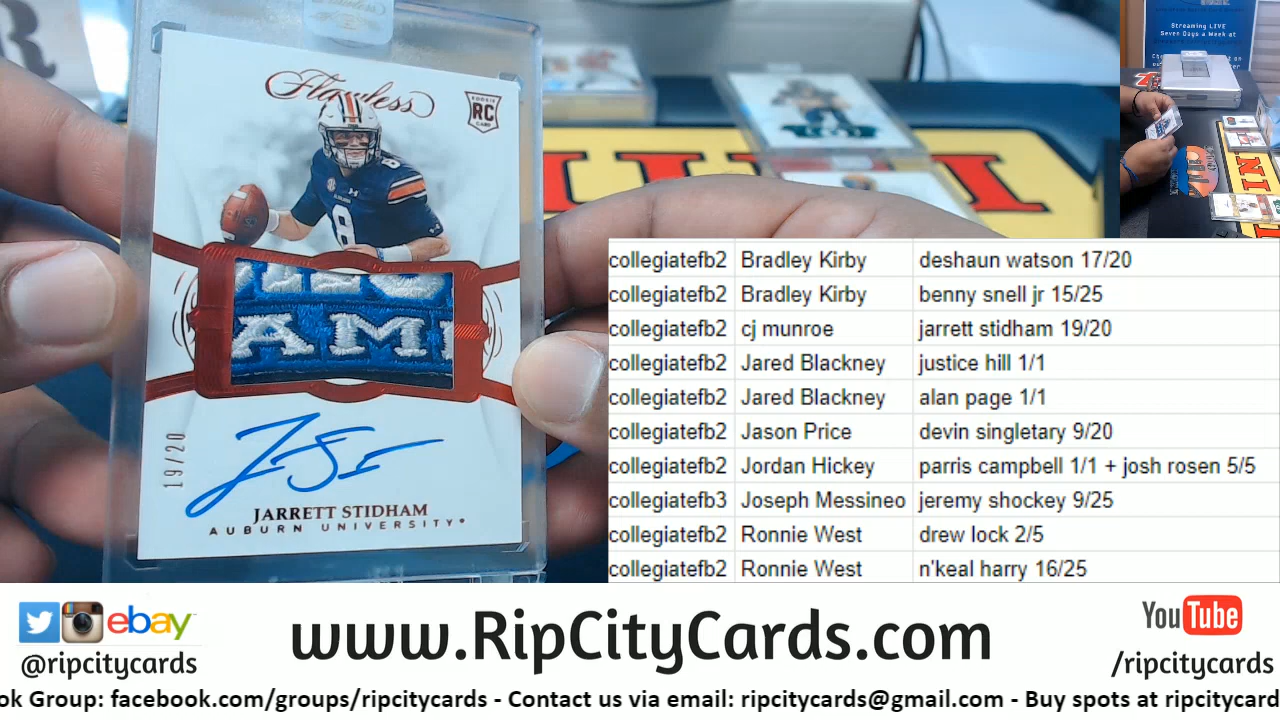 Flawless
ROOKIE
RC
CARD
8
AME
19/20
JARRETT STIDHAM
AUBURN UNIVERSITY
Streaming LIVE
Seven Days a Week at
IN
collegiatefb2 Bradley Kirby deshaun watson 17/20
collegiatefb2 Bradley Kirby benny snell jr 15/25
collegiatefb2 cj munroe jarrett stidham 19/20
collegiatefb2 Jared Blackney justice hill 1/1
collegiatefb2 Jared Blackney alan page 1/1
collegiatefb2 Jason Price devin singletary 9/20
collegiatefb2 Jordan Hickey parris campbell 1/1 + josh rosen 5/5
collegiatefb3 Joseph Messineo jeremy shockey 9/25
collegiatefb2 Ronnie West drew lock 2/5
collegiatefb2 Ronnie West n'keal harry 16/25
ebay
@ripcitycards
www.RipCityCards.com
YouTube
/ripcitycards
ok Group: facebook.com/groups/ripcitycards - Contact us via email: ripcitycards@gmail.com - Buy spots at ripcitycard